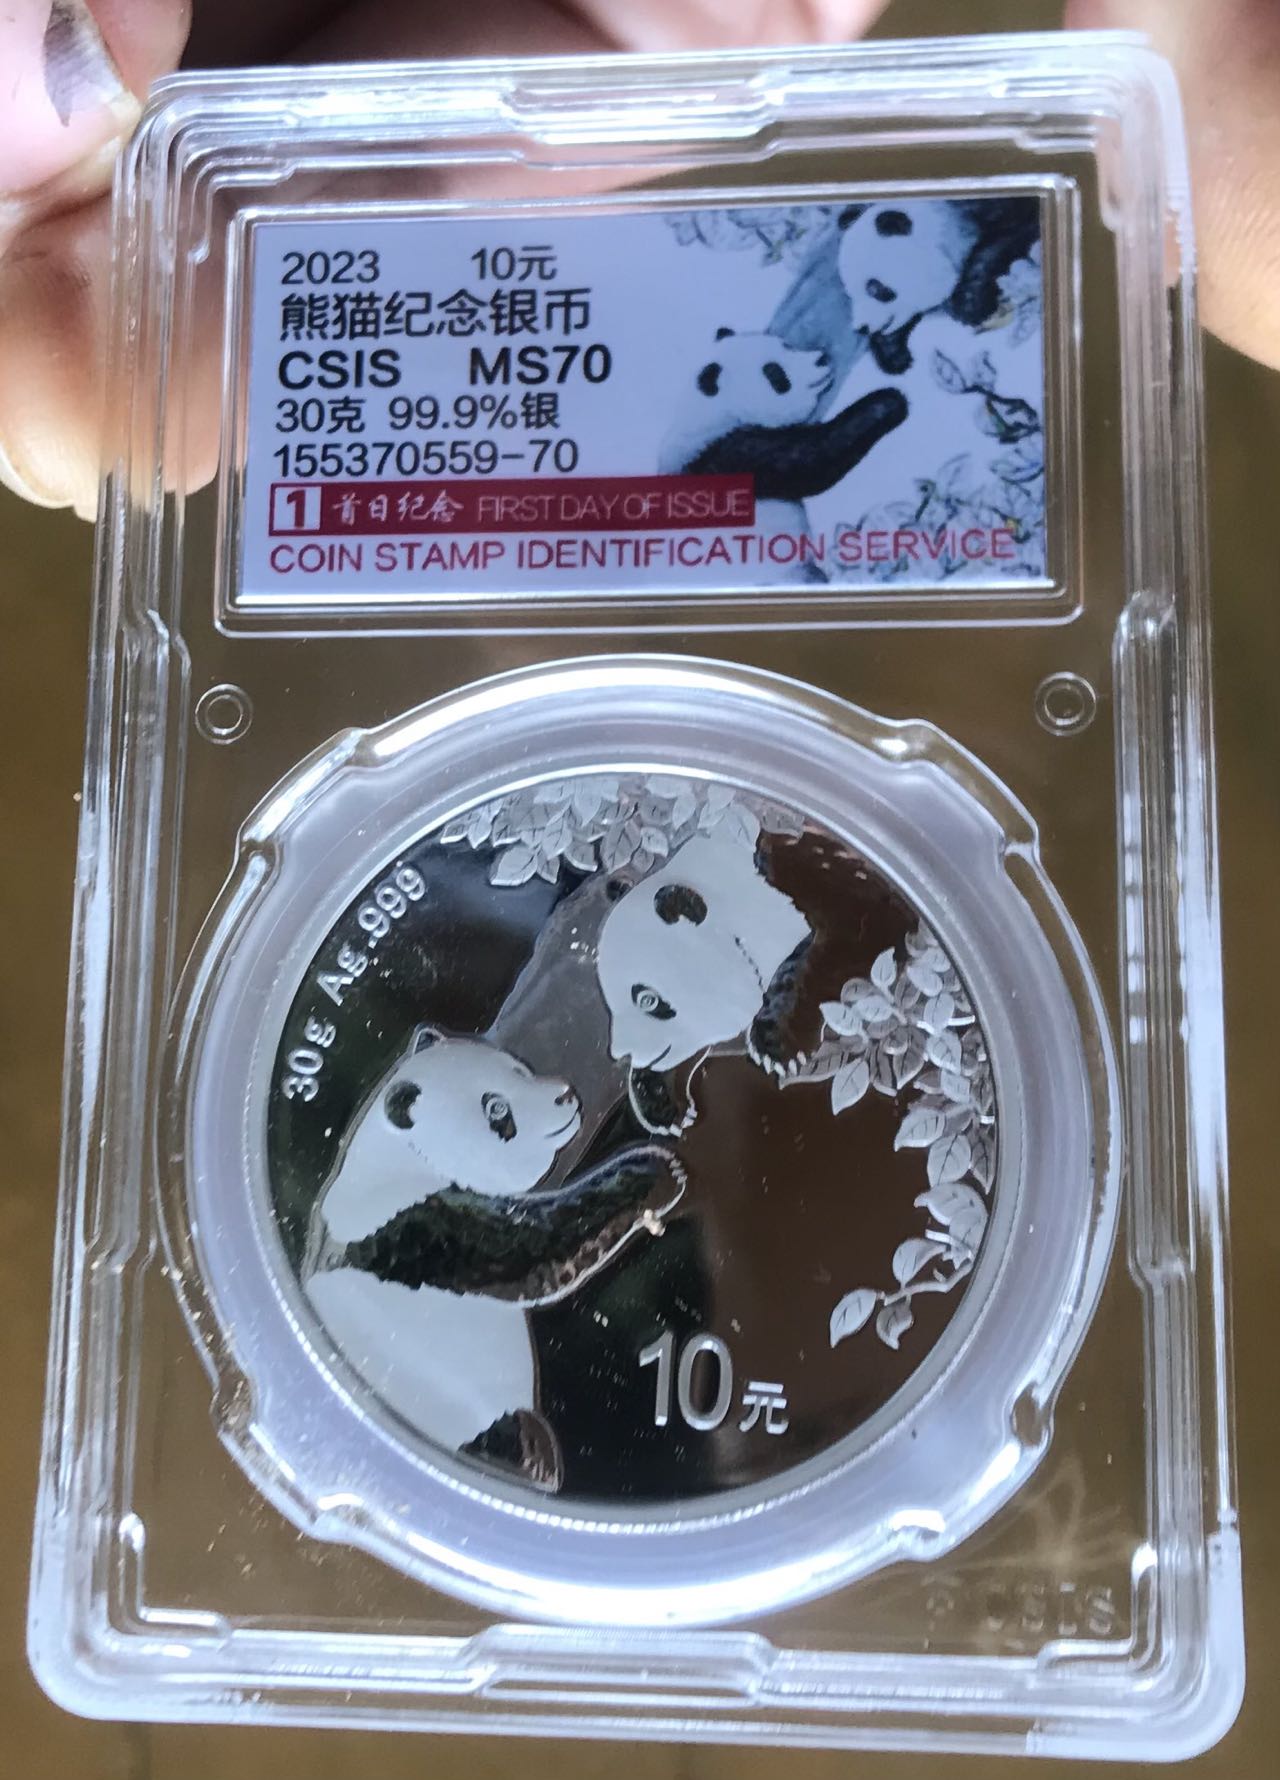 2023 10元
熊猫纪念银币
CSIS MS70
30克 99.9%银
155370559-70
1 首日纪念 FIRST DAY OF ISSUE
COIN STAMP IDENTIFICATION SERVICE
30g Ag.999
10元
CSIS